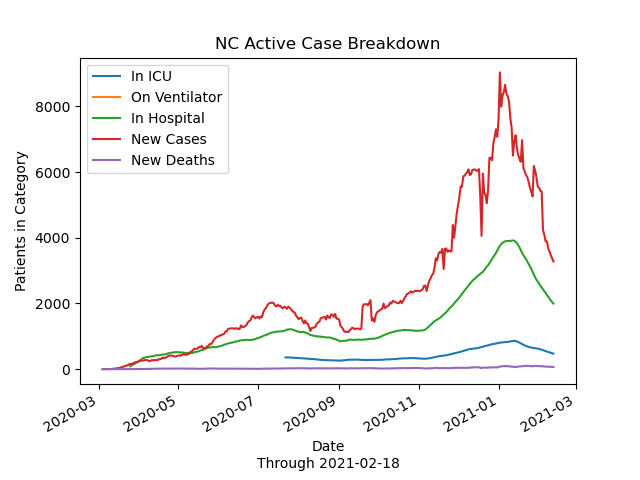 NC Active Case Breakdown
In ICU
On Ventilator
In Hospital
New Cases
New Deaths
Patients in Category
8000
6000
4000
2000
0
2020-03
2020-05
2020-07
2020-09
2020-11
2021-01
2021-03
Date
Through 2021-02-18